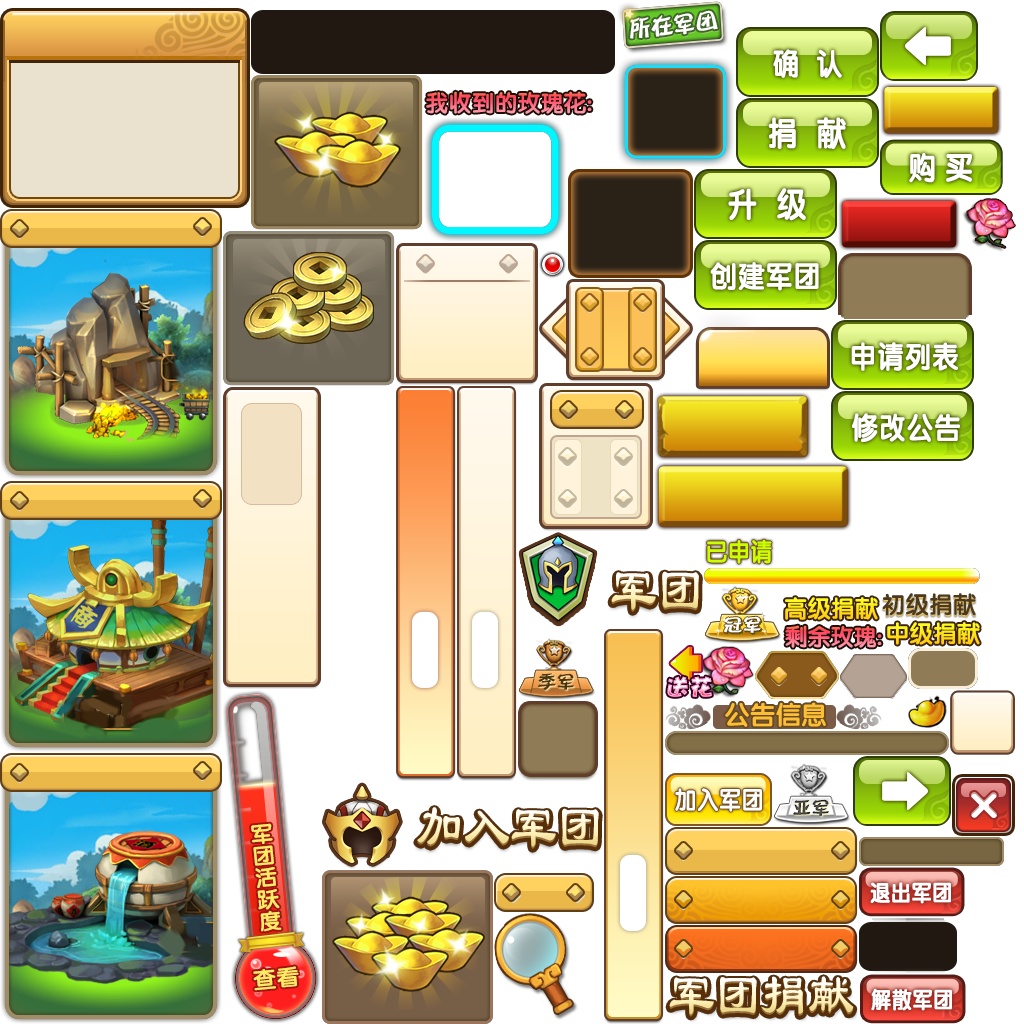 所在军团
确 认
我收到的玫瑰花:
捐 献
购 买
升 级
创建军团
申请列表
修改公告
已申请
军团
冠军
高级捐献
初级捐献
剩余玫瑰:
中级捐献
季军
送花
公告信息
商
加入军团
亚军
加入军团
军团活跃度
酒
退出军团
查看
军团捐献
解散军团